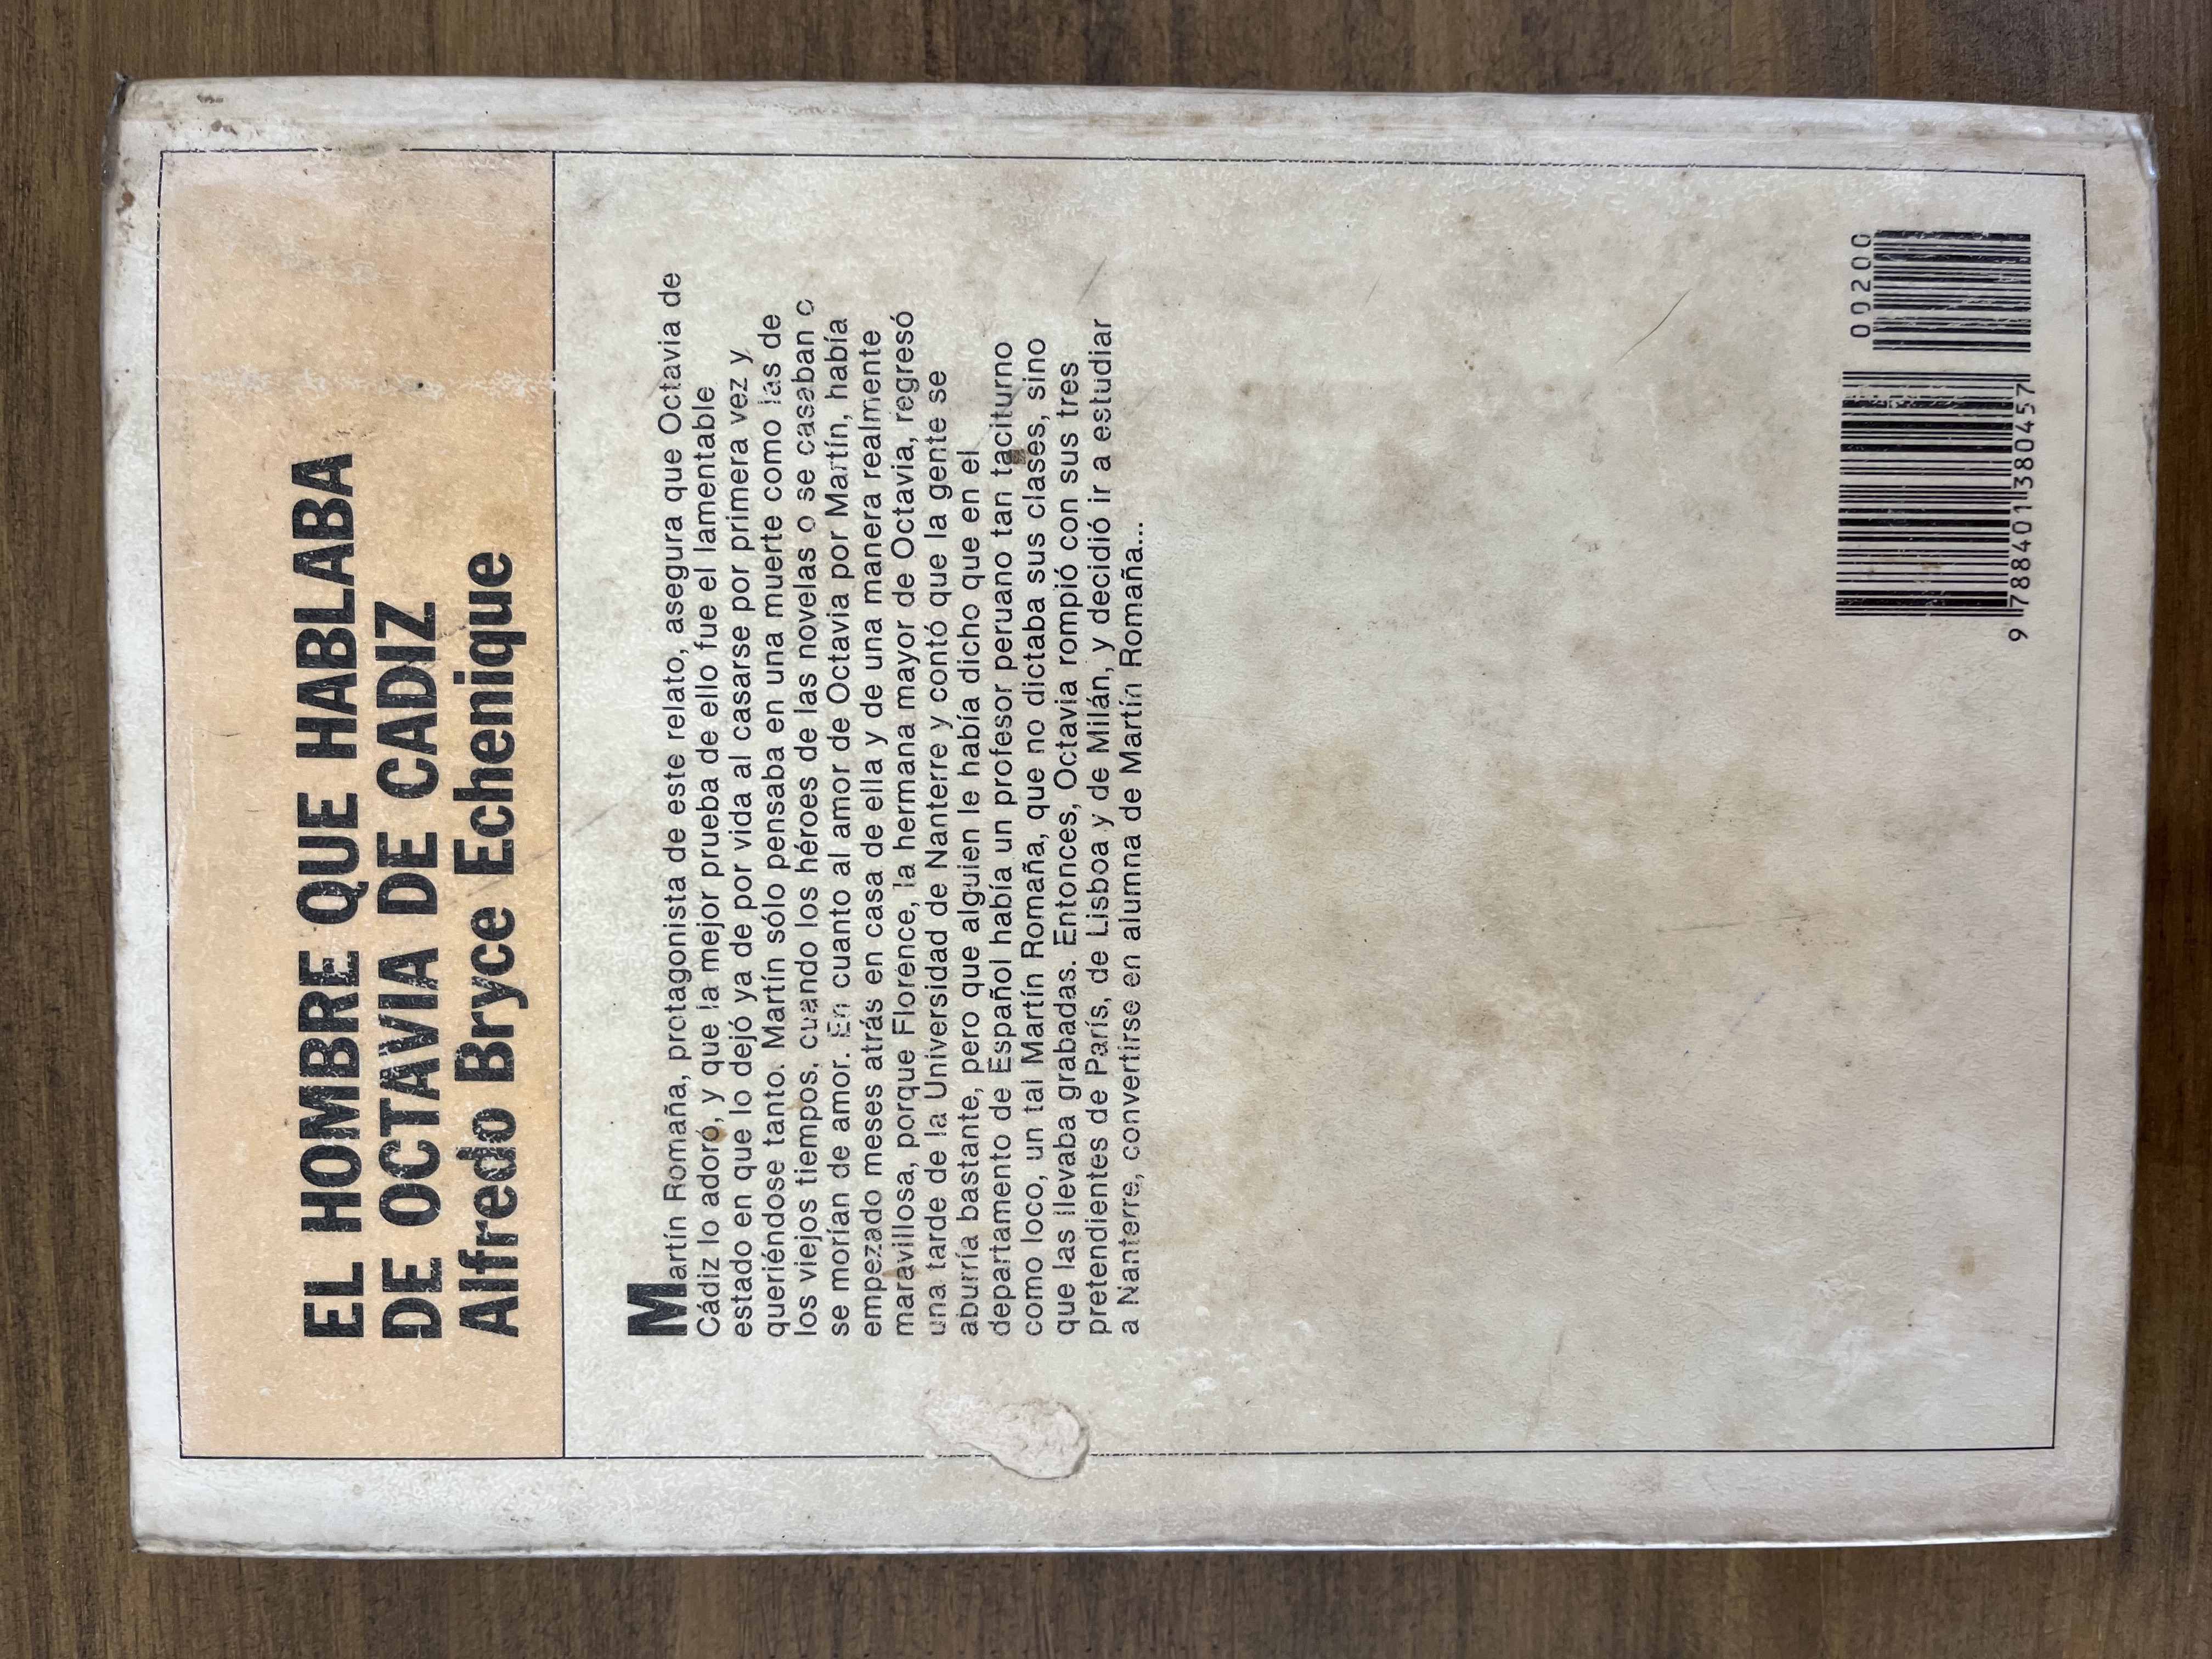 EL HOMBRE QUE HABLABA
DE OCTAVIA DE CADIZ
Alfredo Bryce Echenique
Martín Romaña, protagonista de este relato, asegura que Octavia de
Cádiz lo adoró, y que la mejor prueba de ello fue el lamentable
estado en que lo dejó ya de por vida al casarse por primera vez y
queriéndose tanto. Martín sólo pensaba en una muerte como las de
los viejos tiempos, cuando los héroes de las novelas o se casaban o
se morían de amor. En cuanto al amor de Octavia por Martín, había
empezado meses atrás en casa de ella y de una manera realmente
maravillosa, porque Florence, la hermana mayor de Octavia, regresó
una tarde de la Universidad de Nanterre y contó que la gente se
aburría bastante, pero que alguien le había dicho que en el
departamento de Español había un profesor peruano tan taciturno
como loco, un tal Martín Romaña, que no dictaba sus clases, sino
que las llevaba grabadas. Entonces, Octavia rompió con sus tres
pretendientes de París, de Lisboa y de Milán, y decidió ir a estudiar
a Nanterre, convertirse en alumna de Martín Romaña...
9 788401 380457
00200